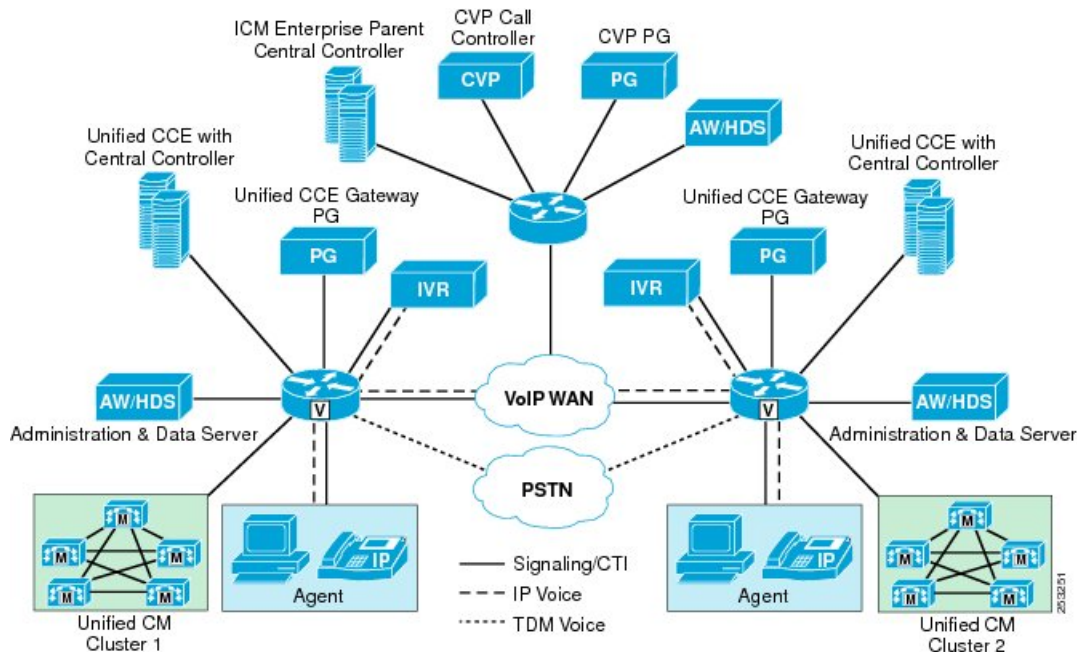 ICM Enterprise Parent
Central Controller
CVP Call
Controller
CVP
CVP PG
PG
AW/HDS
Unified CCE with
Central Controller
Unified CCE Gateway
PG
PG
IVR
Unified CCE with
Central Controller
Unified CCE Gateway
PG
PG
IVR
AW/HDS
Administration & Data Server
V
VoIP WAN
PSTN
V
AW/HDS
Administration & Data Server
M
M
M
M
M
Unified CM
Cluster 1
IP
Agent
Signaling/CTI
IP Voice
TDM Voice
IP
Agent
M
M
M
M
M
Unified CM
Cluster 2
253251